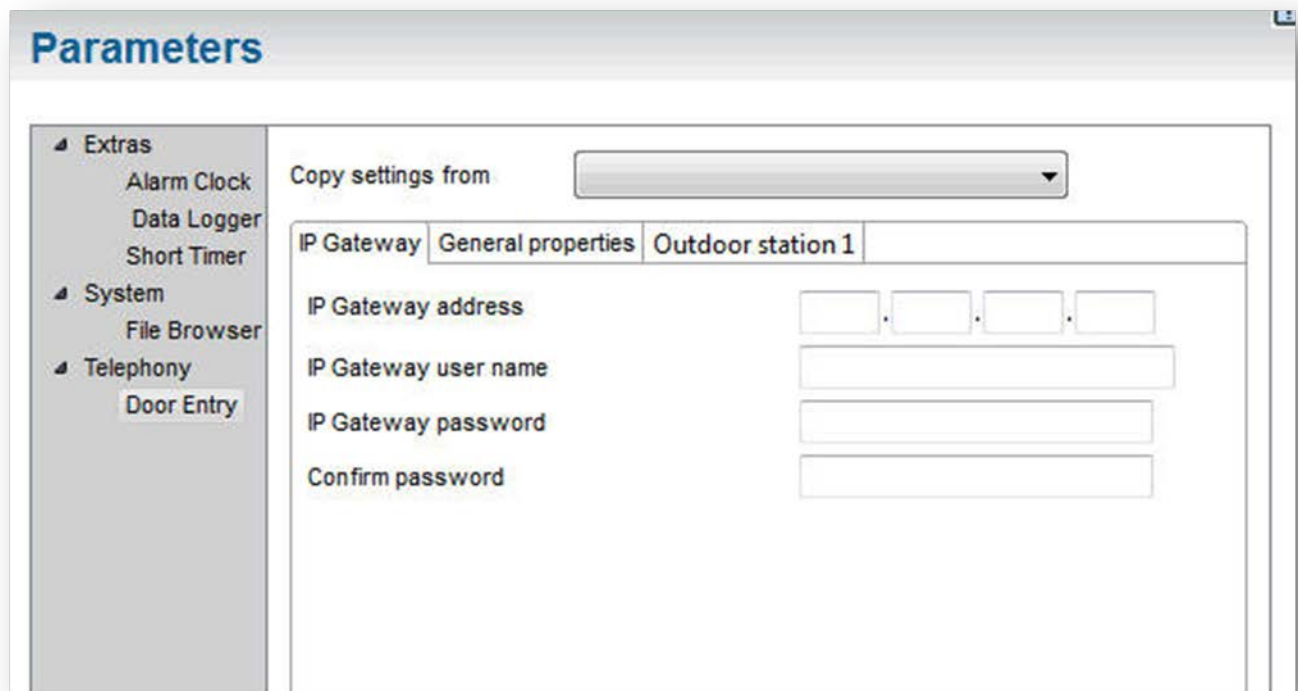 Parameters
Extras
Alarm Clock
Data Logger
Short Timer
System
File Browser
Telephony
Door Entry
Copy settings from
IP Gateway General properties Outdoor station 1
IP Gateway address
. . .
IP Gateway user name
IP Gateway password
Confirm password